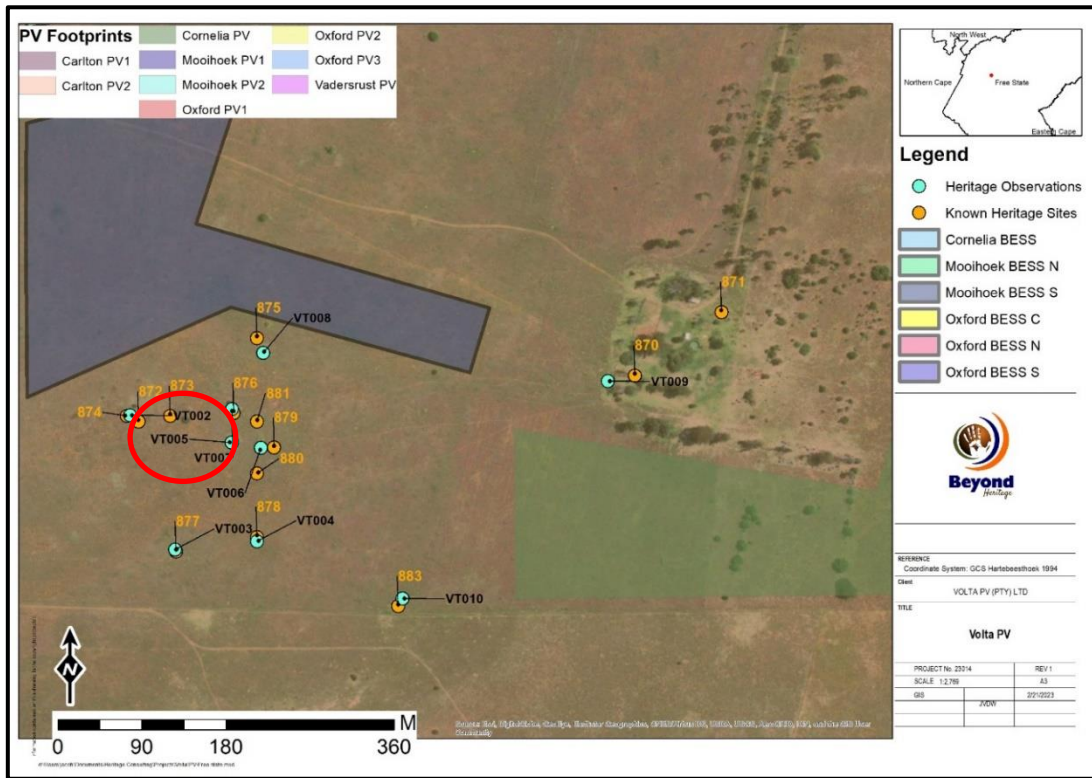 PV Footprints
Carlton PV1
Carlton PV2
Cornelia PV
Mooihoek PV1
Mooihoek PV2
Oxford PV1
Oxford PV2
Oxford PV3
Vadersrust PV
North West
Northern Cape
Free State
Eastern Cape
Legend
Heritage Observations
Known Heritage Sites
Cornelia BESS
Mooihoek BESS N
Mooihoek BESS S
Oxford BESS C
Oxford BESS N
Oxford BESS S
871
875
VT008
870
VT009
872
873
876
881
874
VT002
879
VT005
VT007
880
VT006
878
877
VT003
VT004
883
VT010
N
M
0
90
180
360
Beyond
Heritage
REFERENCE
Coordinate System: GCS Hartebeesthoek 1994
Client
VOLTA PV (PTY) LTD
TITLE
Volta PV
PROJECT No. 23014
REV 1
SCALE 1:2,769
A3
GIS
JVDW
2/21/2023
Community